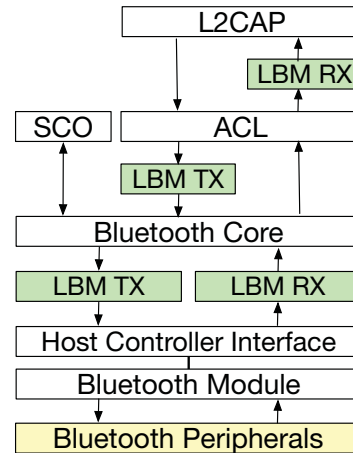 L2CAP
LBM RX
SCO
ACL
LBM TX
Bluetooth Core
LBM TX
LBM RX
Host Controller Interface
Bluetooth Module
Bluetooth Peripherals